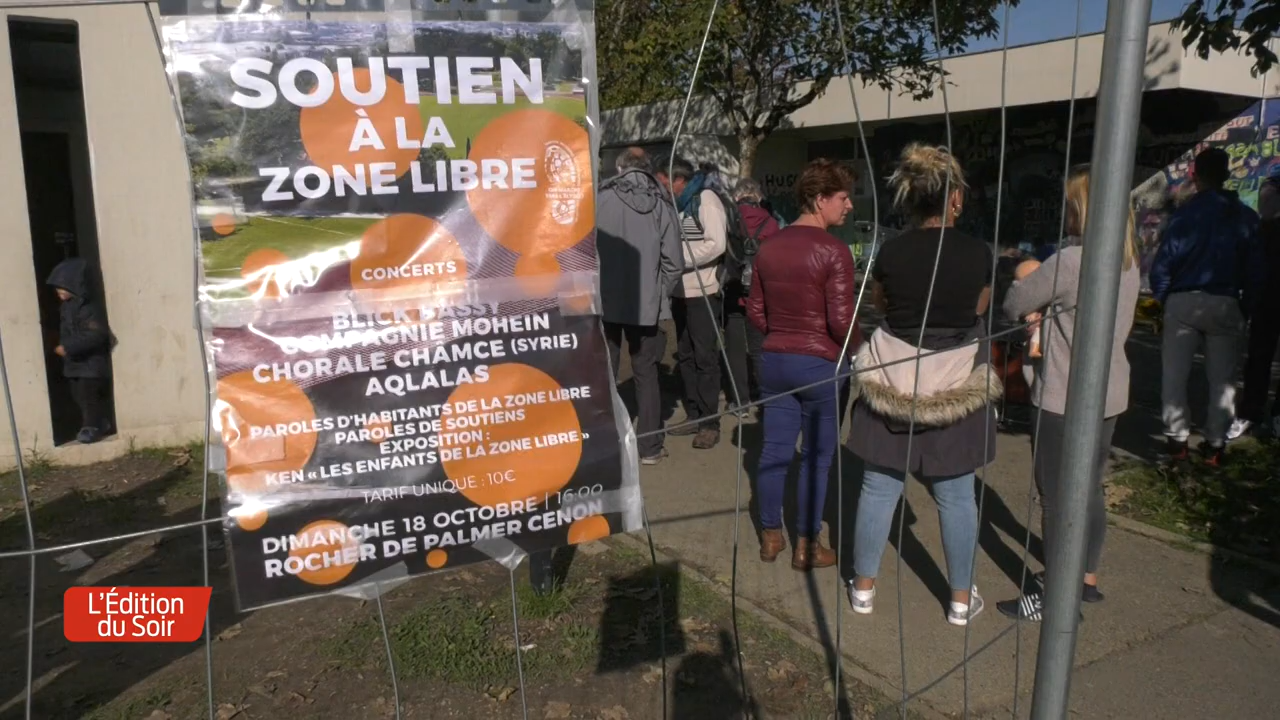 SOUTIEN
À LA
ZONE LIBRE
CONCERTS
BLICK BASSY
COMPAGNIE MOHEIN
CHORALE CHÂMCE (SYRIE)
AQLALAS
PAROLES D'HABITANTS DE LA ZONE LIBRE
PAROLES DE SOUTIENS
EXPOSITION :
KEN « LES ENFANTS DE LA ZONE LIBRE »
TARIF UNIQUE : 10€
DIMANCHE 18 OCTOBRE | 16:00
ROCHER DE PALMER CENON
L'Édition
du Soir